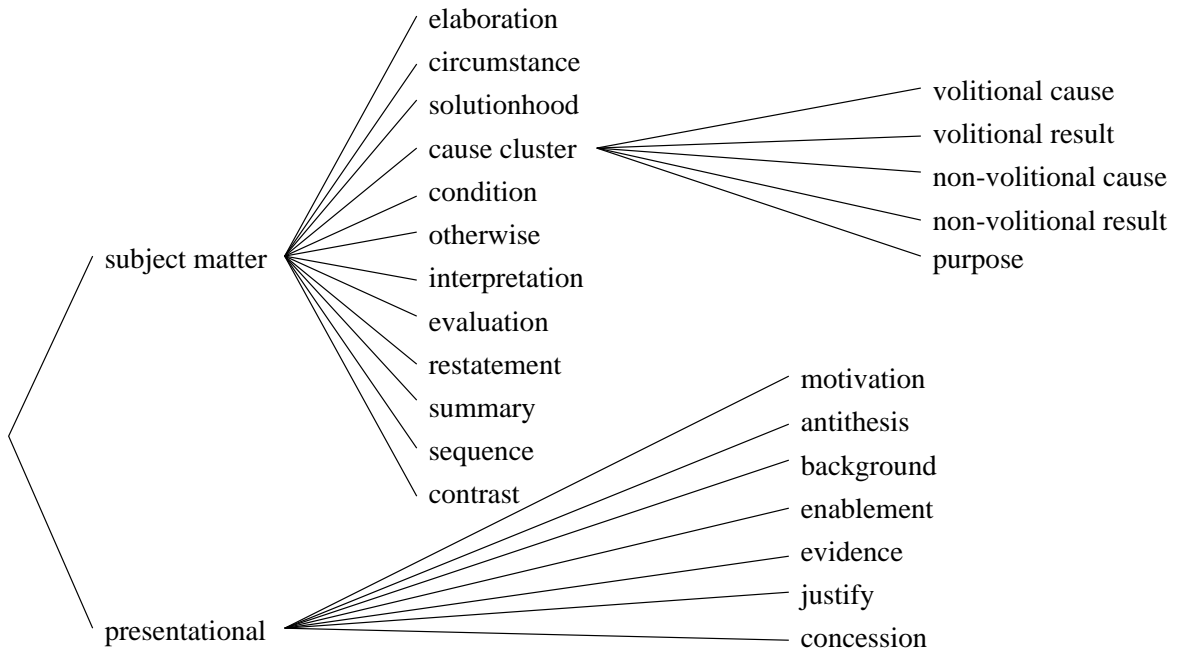 elaboration
circumstance
solutionhood
cause cluster
condition
otherwise
interpretation
evaluation
restatement
summary
sequence
contrast
volitional cause
volitional result
non-volitional cause
non-volitional result
purpose
subject matter
motivation
antithesis
background
enablement
evidence
justify
concession
presentational